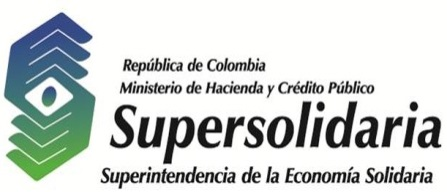 República de Colombia
Ministerio de Hacienda y Crédito Público
Supersolidaria
Superintendencia de la Economía Solidaria